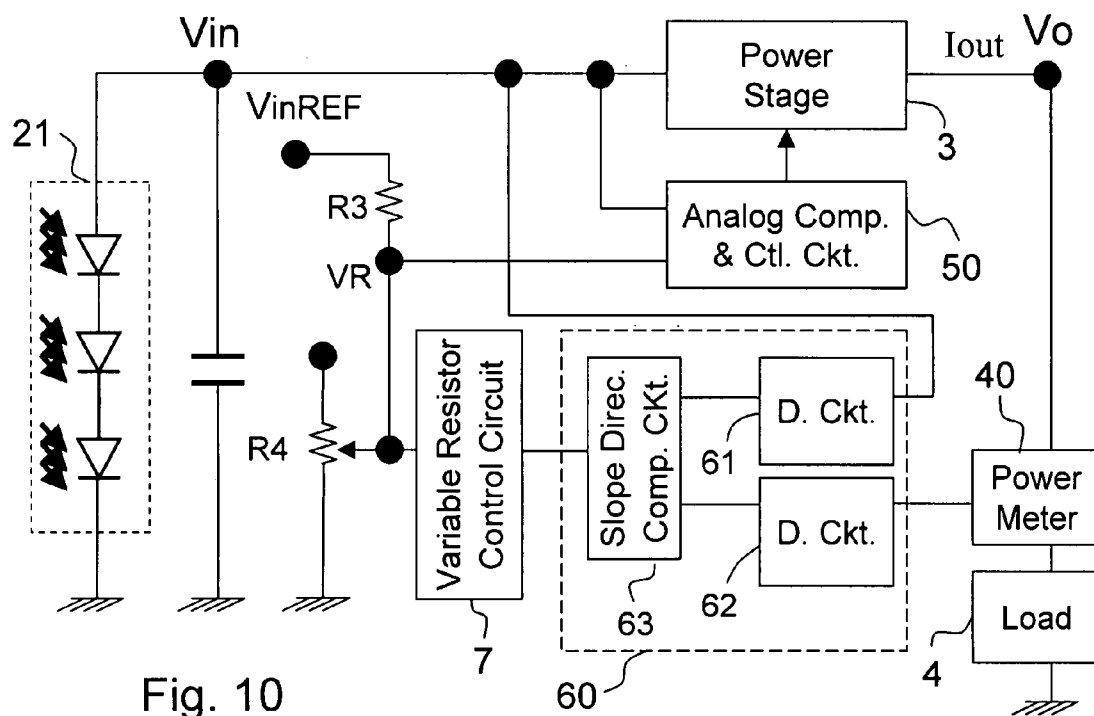 Vin
Power
Stage
Iout
Vo
VinREF
21
3
R3
Analog Comp.
& Ctl. Ckt.
50
VR
Variable Resistor
Control Circuit
Slope Direc.
Comp. CKt.
D. Ckt.
61
40
R4
Power
Meter
D. Ckt.
62
63
Load
7
60
4
Fig. 10